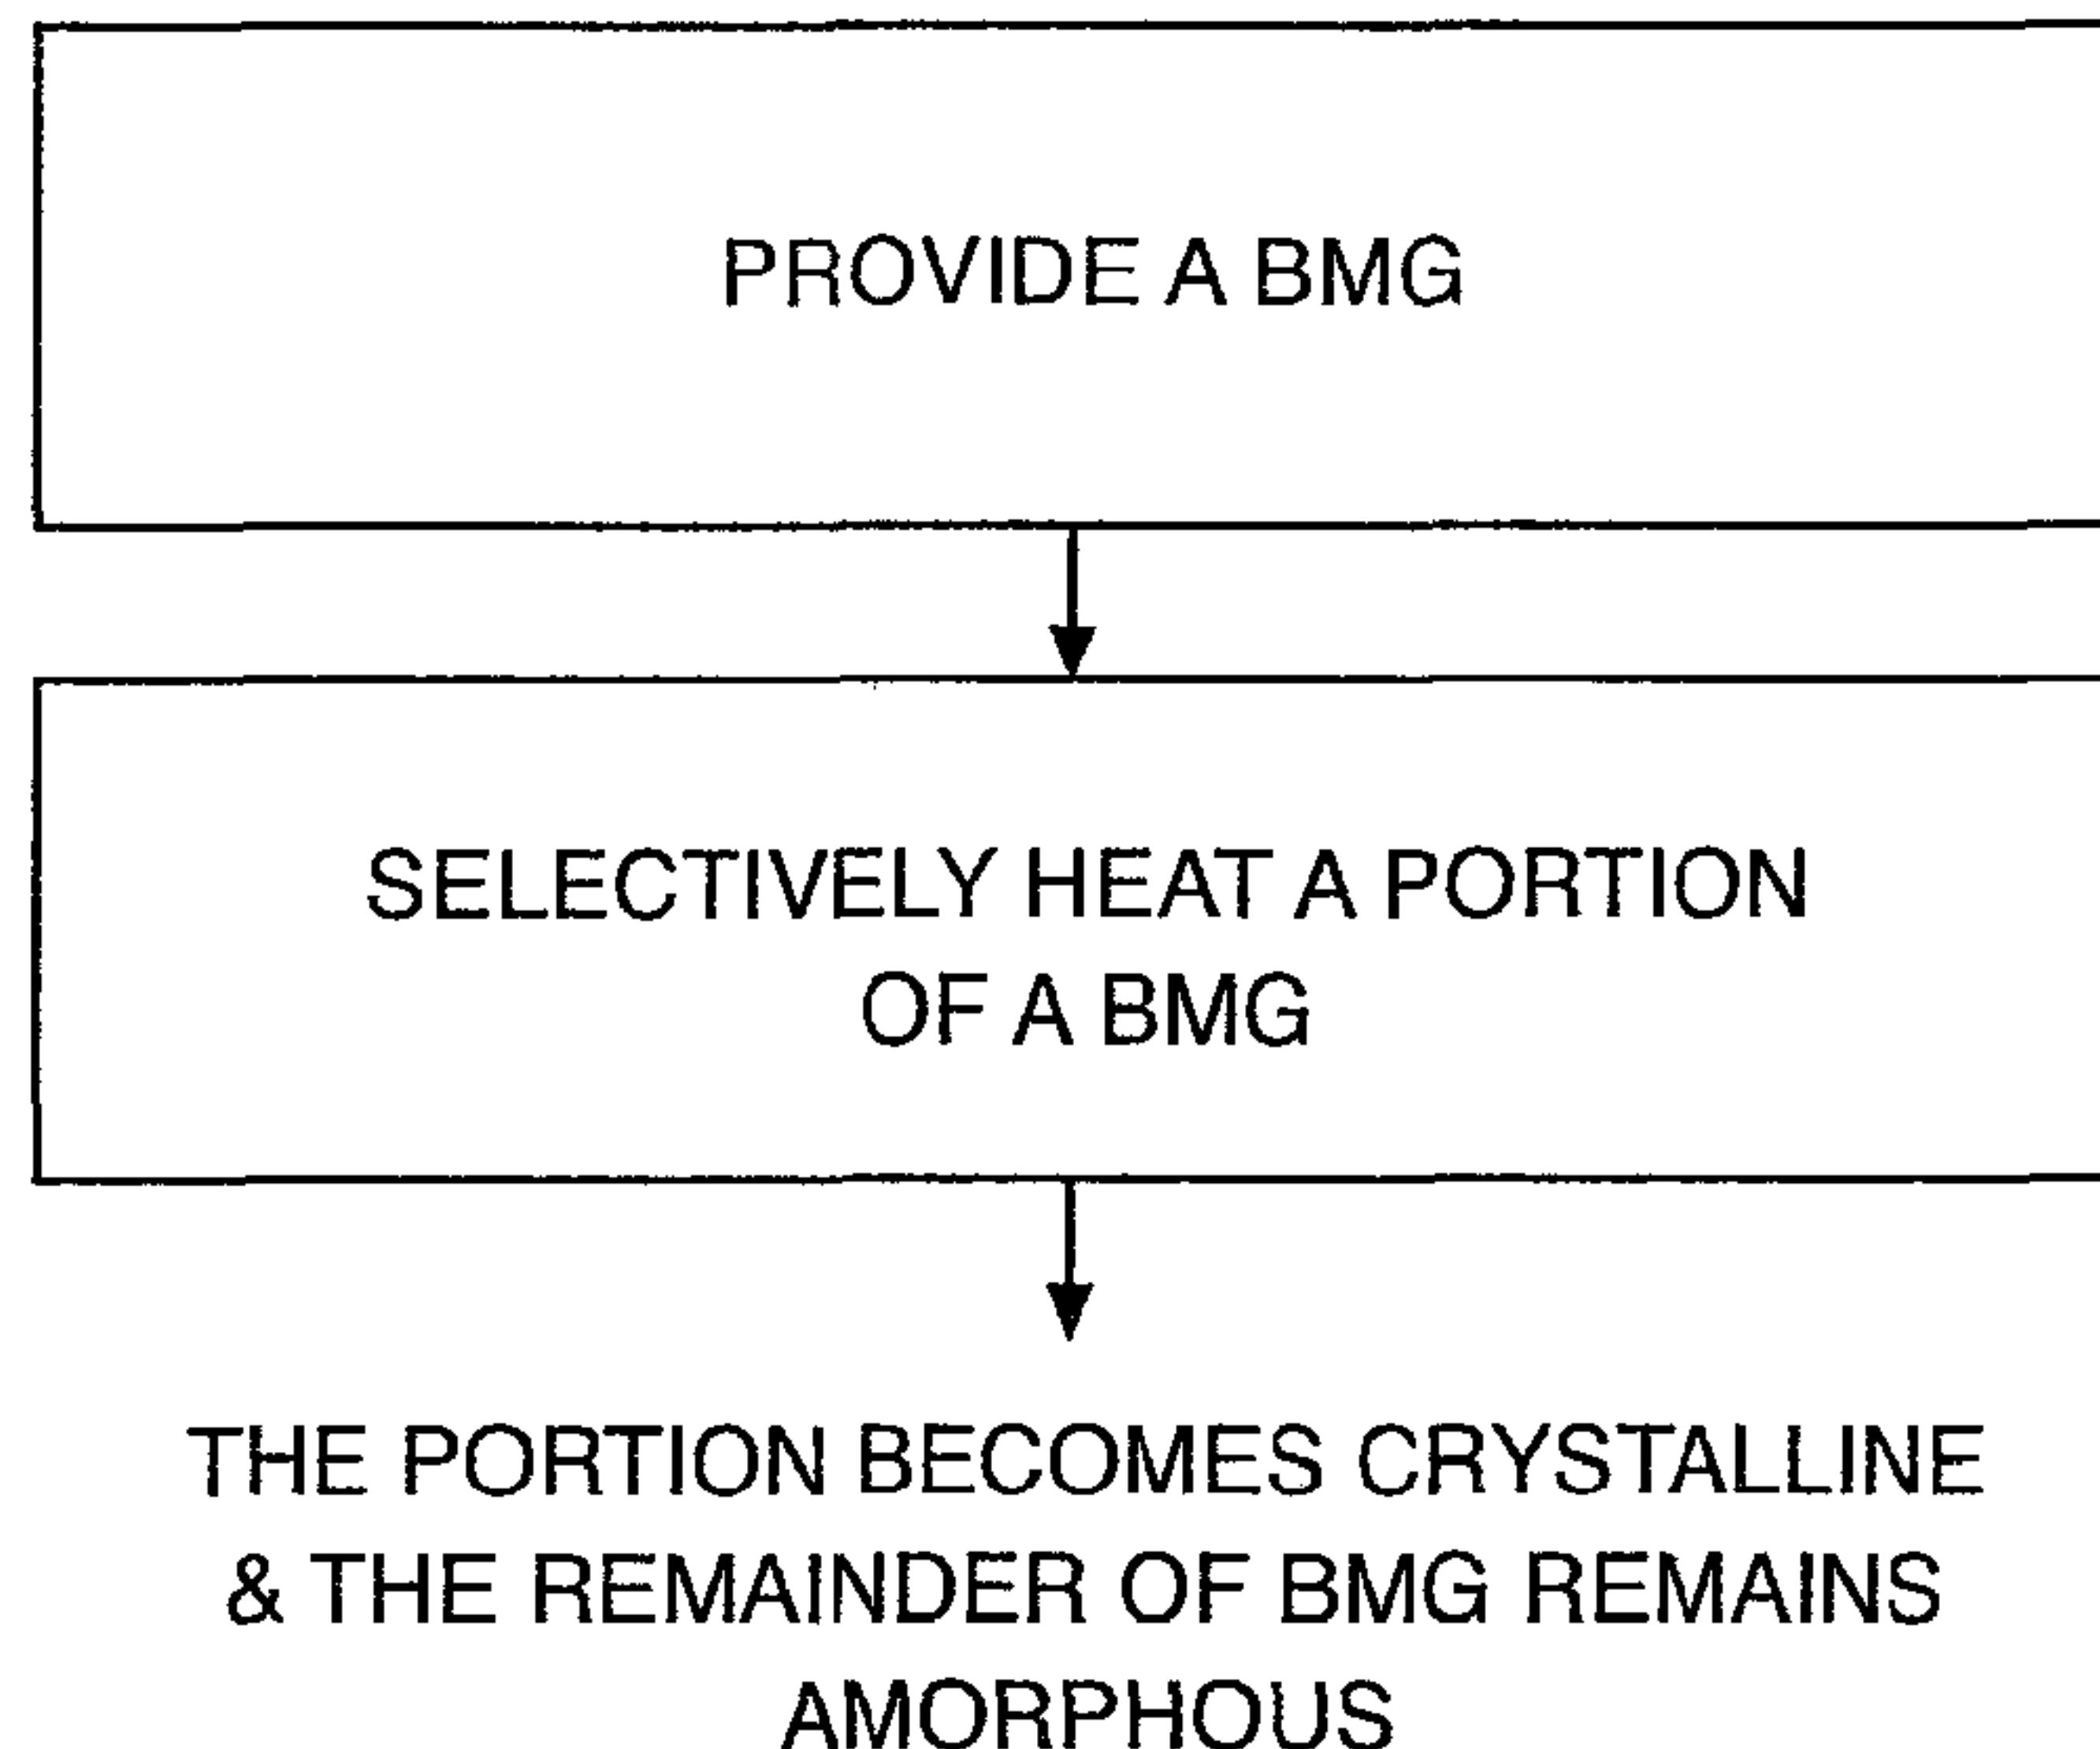 PROVIDE A BMG
SELECTIVELY HEAT A PORTION
OF A BMG
THE PORTION BECOMES CRYSTALLINE
& THE REMAINDER OF BMG REMAINS
AMORPHOUS